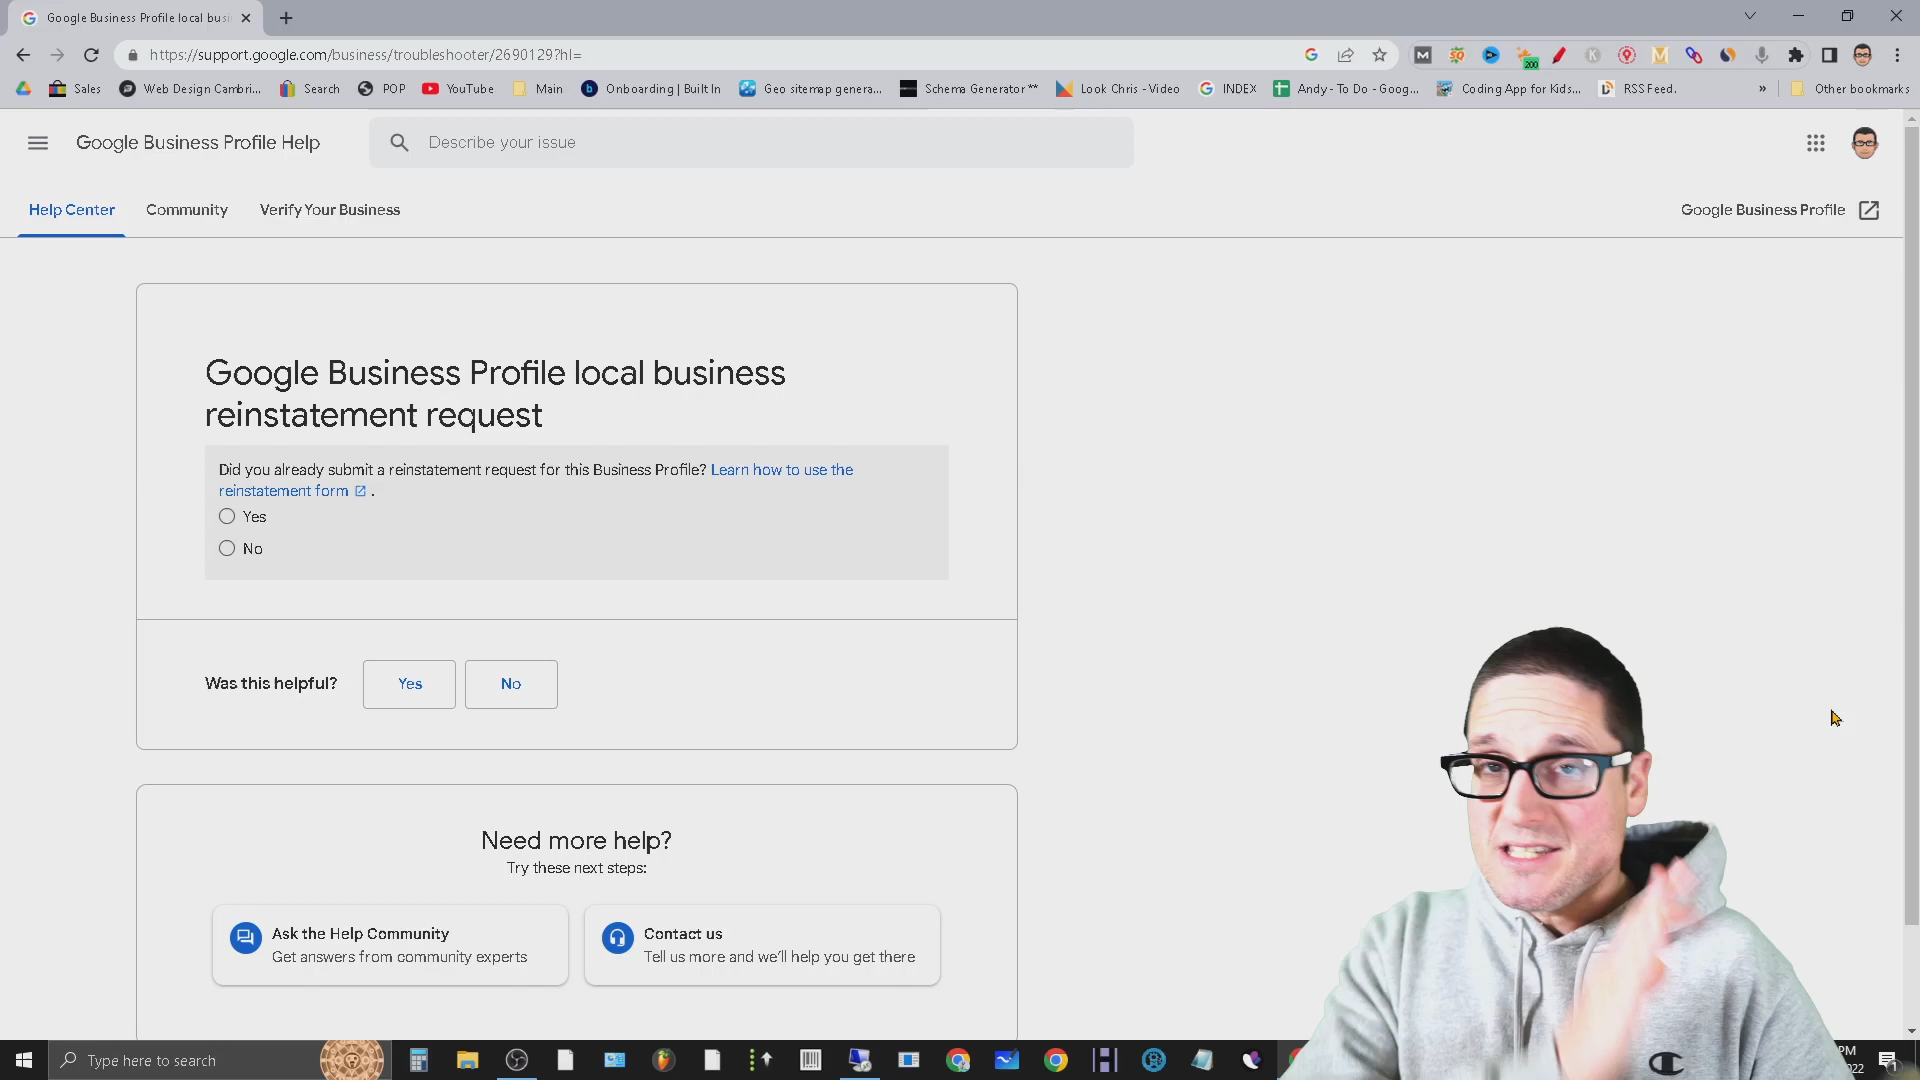 Google Business Profile local busi
https://support.google.com/business/troubleshooter/2690129?hl=
200
Sales
Web Design Cambri...
Search
POP
YouTube
Main
Onboarding | Built In
Geo sitemap genera...
Schema Generator **
Look Chris - Video
INDEX
Andy - To Do - Goog...
Coding App for Kids...
RSS Feed.
»
Other bookmarks
Google Business Profile Help
Describe your issue
Help Center
Community
Verify Your Business
Google Business Profile
Google Business Profile local business
reinstatement request
Did you already submit a reinstatement request for this Business Profile? Learn how to use the
reinstatement form .
Yes
No
Was this helpful?
Yes
No
Need more help?
Try these next steps:
Ask the Help Community
Get answers from community experts
Contact us
Tell us more and we'll help you get there
Type here to search
PM
022